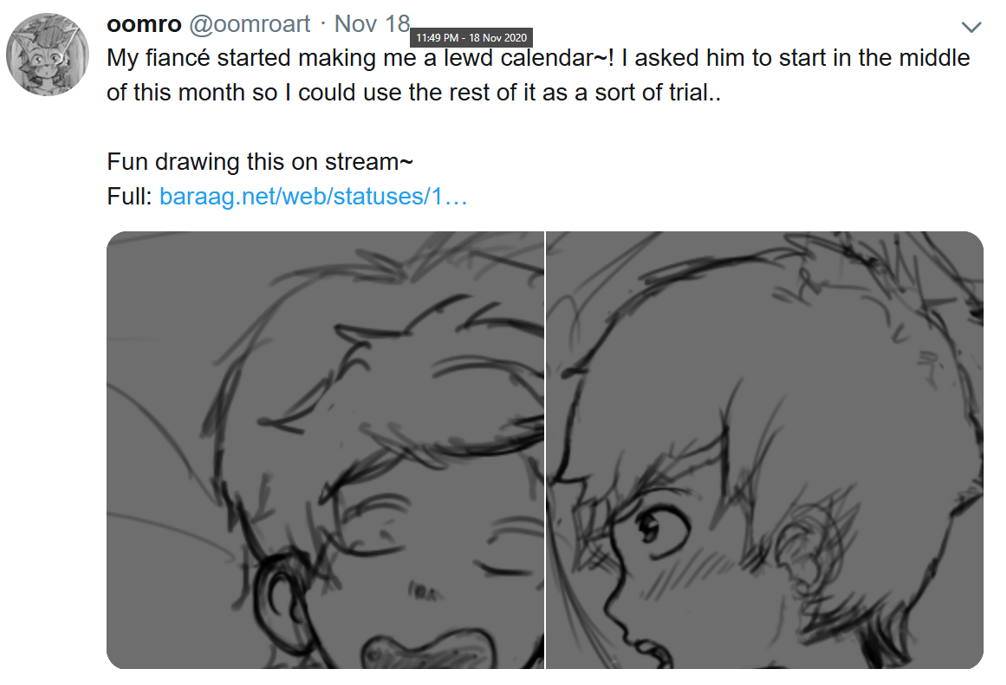 oomro @oomroart · Nov 18
11:49 PM - 18 Nov 2020
My fiancé started making me a lewd calendar~! I asked him to start in the middle
of this month so I could use the rest of it as a sort of trial..
Fun drawing this on stream~
Full: baraag.net/web/statuses/1…